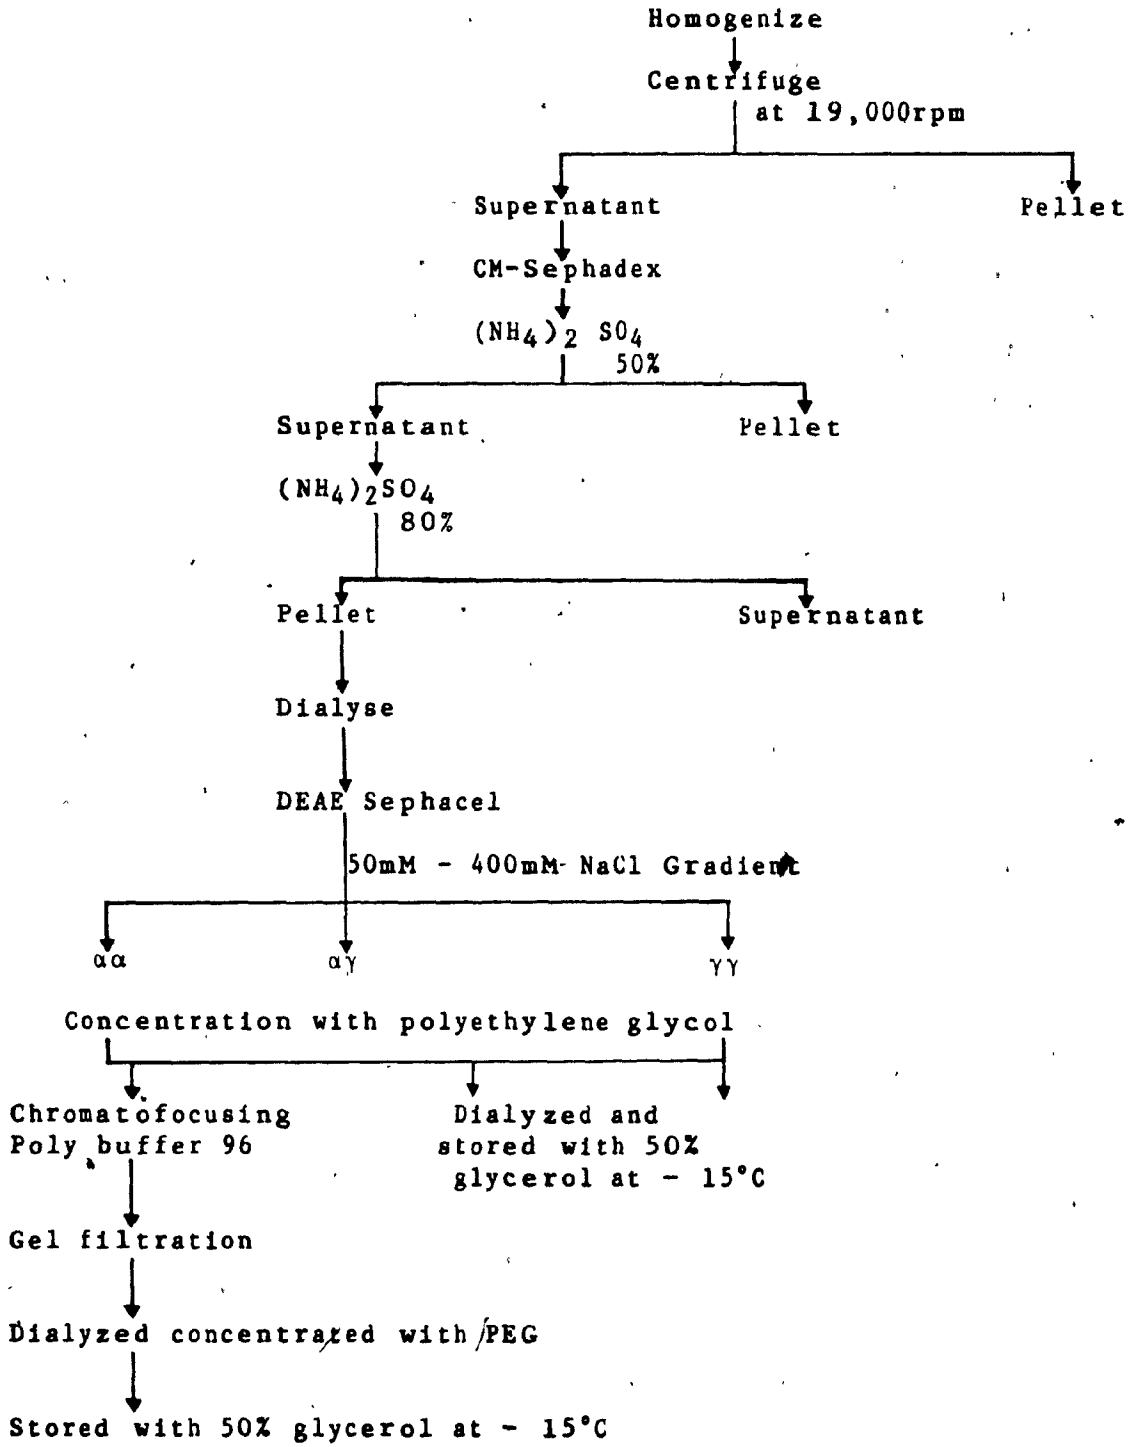 Homogenize
Centrifuge
at 19,000rpm
Supernatant Pellet
CM-Sephadex
(NH4)2 SO4
50%
Supernatant Pellet
(NH4)2SO4
80%
Pellet Supernatant
Dialyse
DEAE Sephacel
50mM - 400mM NaCl Gradient
αα αγ γγ
Concentration with polyethylene glycol
Chromatofocusing Dialyzed and
Poly buffer 96 stored with 50%
glycerol at - 15°C
Gel filtration
Dialyzed concentrated with PEG
Stored with 50% glycerol at - 15°C